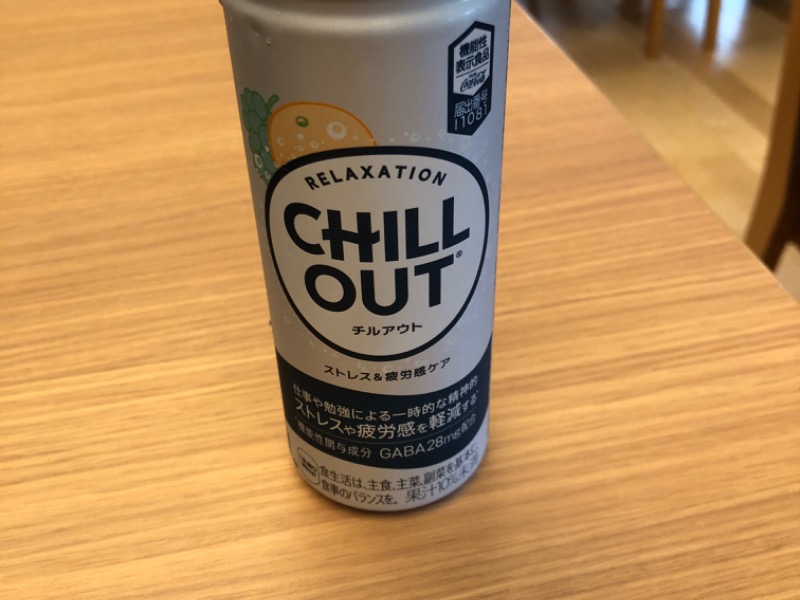 機能性
表示食品
Coca-Cola
届出番号
I1081
RELAXATION
CHILL
OUT®
チルアウト
ストレス&疲労感ケア
仕事や勉強による一時的な精神的
ストレスや疲労感を軽減する
機能性関与成分 GABA28mg配合
食生活は、主食、主菜、副菜を基本に、
食事のバランスを。 果汁10%未満